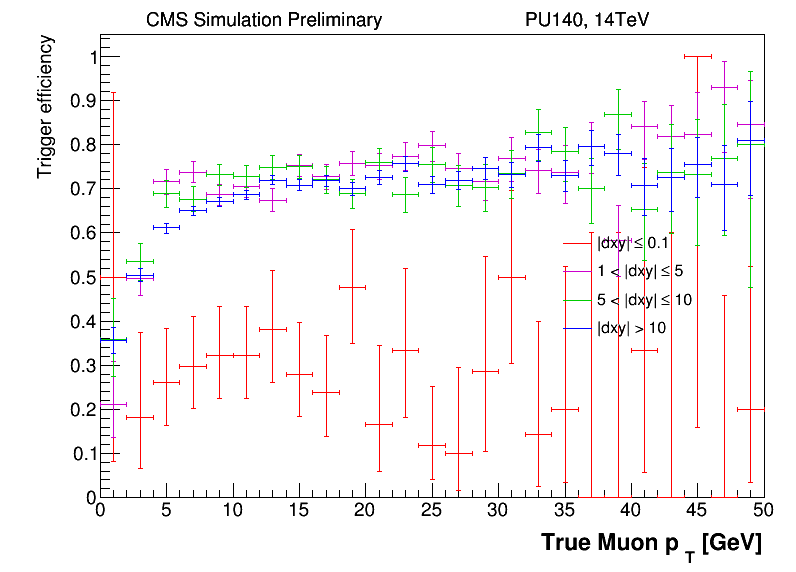 CMS Simulation Preliminary
PU140, 14TeV
Trigger efficiency
1
0.9
0.8
0.7
0.6
0.5
0.4
0.3
0.2
0.1
0
|dxy| ≤ 0.1
1 < |dxy| ≤ 5
5 < |dxy| ≤ 10
|dxy| > 10
0 5 10 15 20 25 30 35 40 45 50
True Muon p T [GeV]